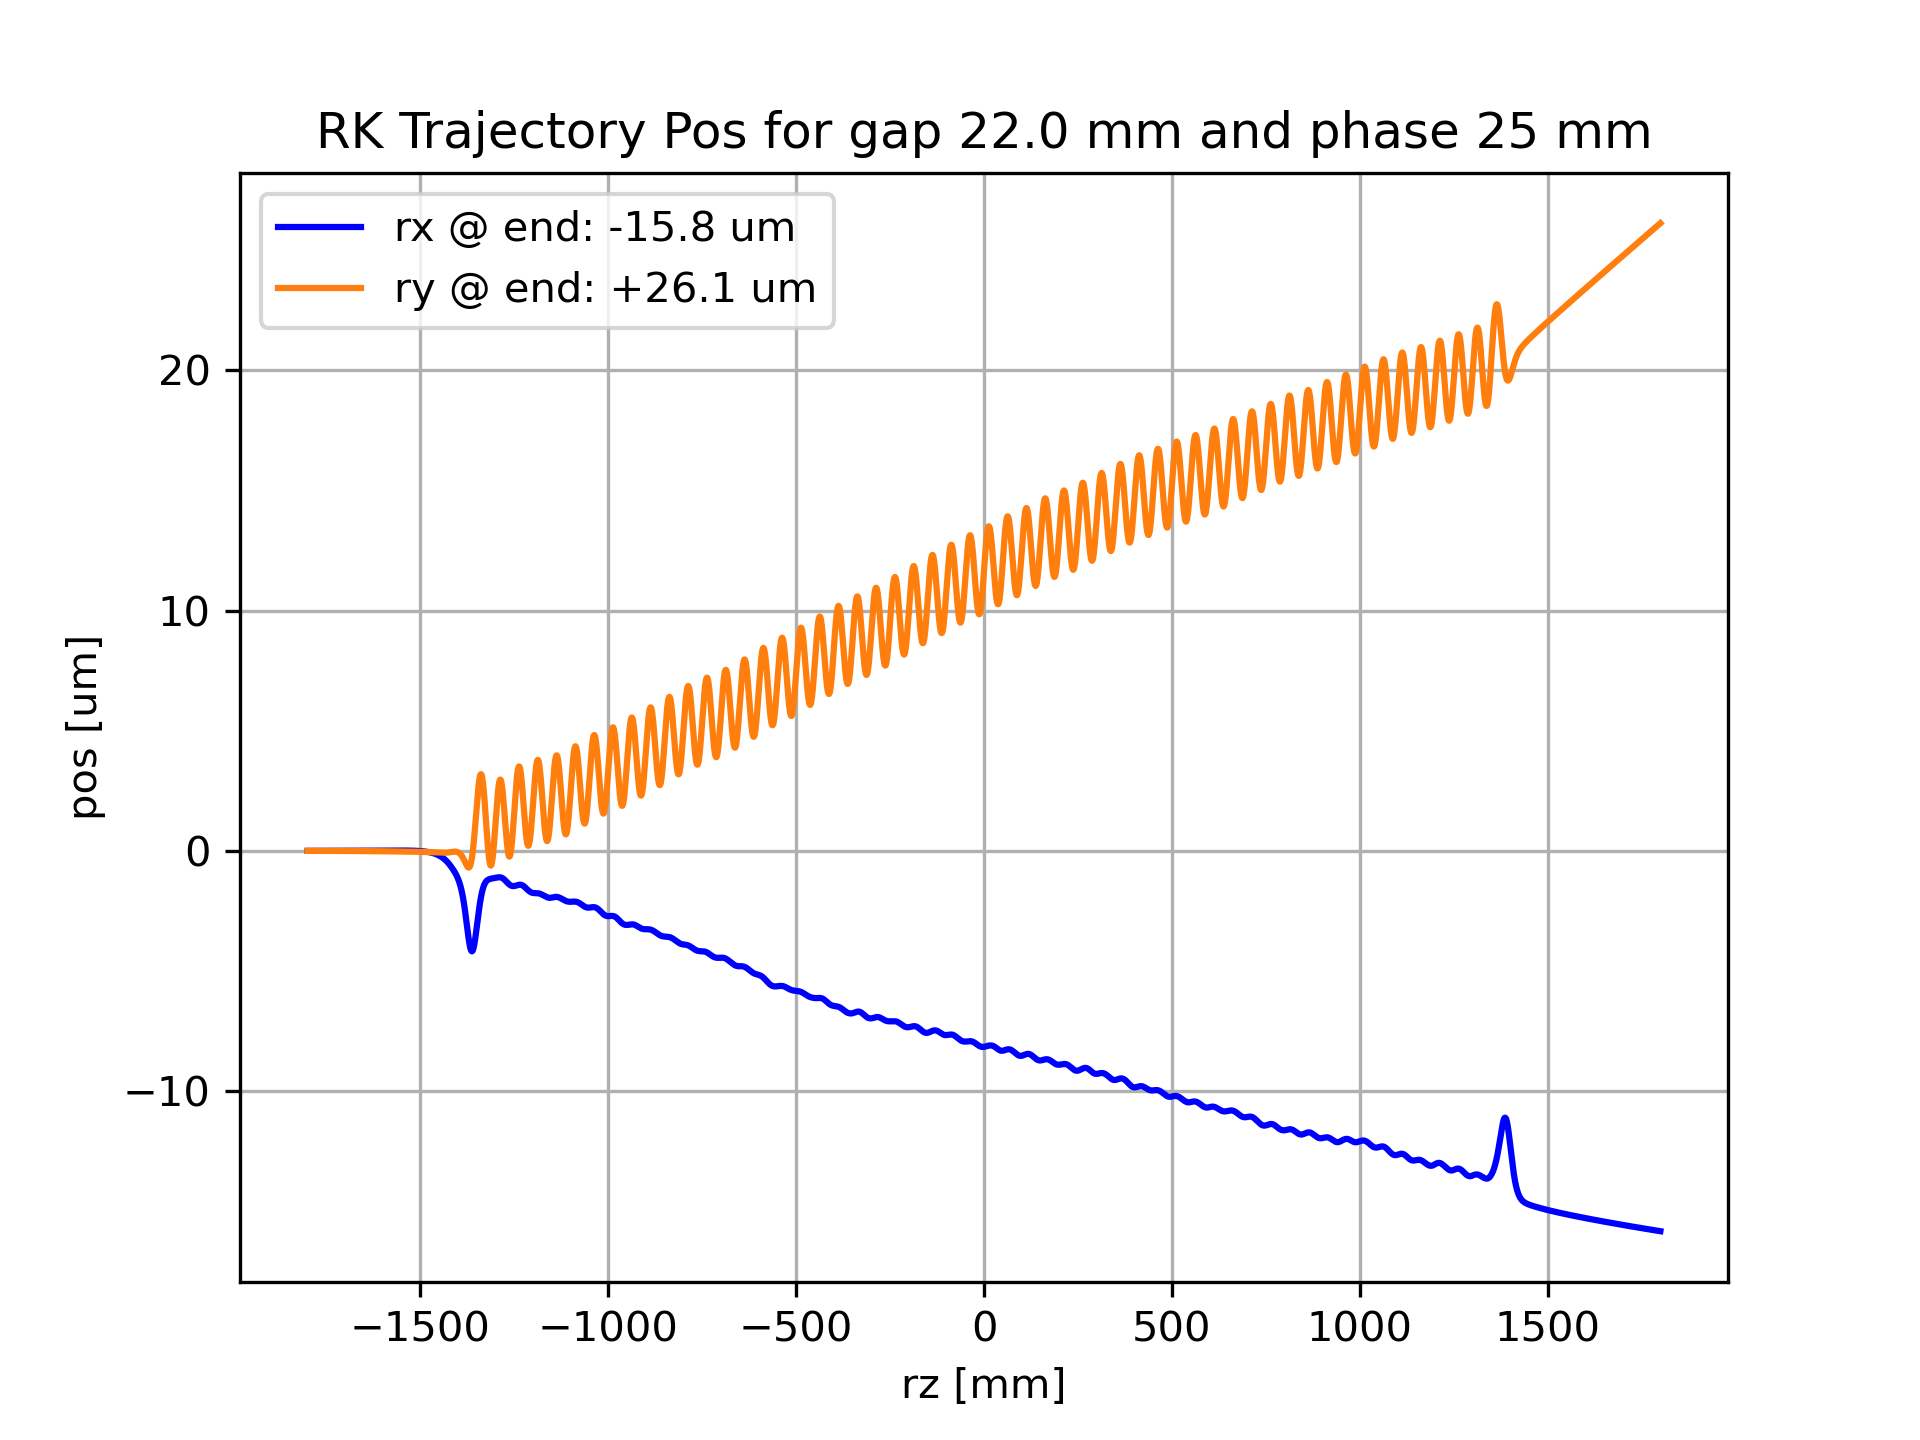 RK Trajectory Pos for gap 22.0 mm and phase 25 mm
rx @ end: -15.8 um
ry @ end: +26.1 um
20
10
0
−10
pos [um]
−1500 −1000 −500 0 500 1000 1500
rz [mm]